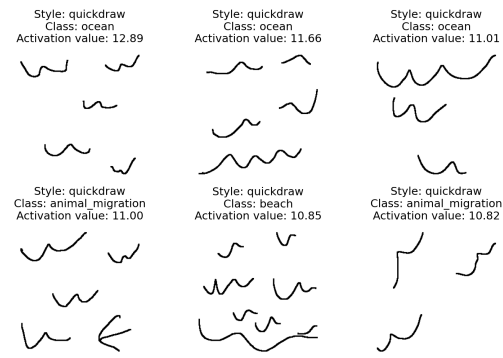 Style: quickdraw
Class: ocean
Activation value: 12.89
Style: quickdraw
Class: ocean
Activation value: 11.66
Style: quickdraw
Class: ocean
Activation value: 11.01
Style: quickdraw
Class: animal_migration
Activation value: 11.00
Style: quickdraw
Class: beach
Activation value: 10.85
Style: quickdraw
Class: animal_migration
Activation value: 10.82